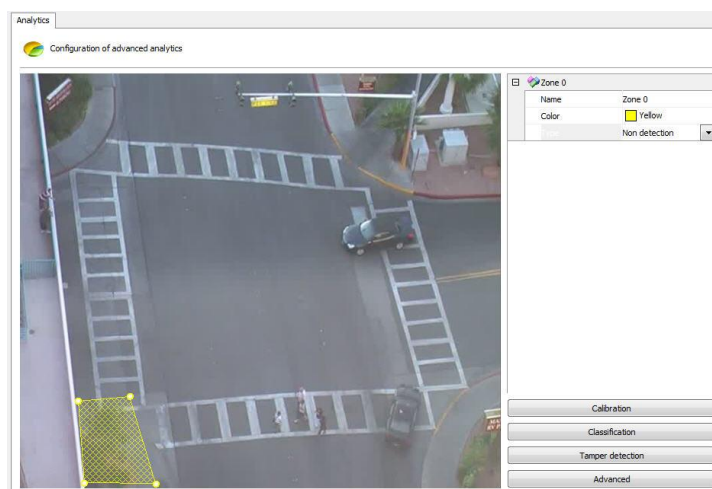 Analytics
Configuration of advanced analytics
Zone 0
Name Zone 0
Color Yellow
Non detection
Calibration
Classification
Tamper detection
Advanced